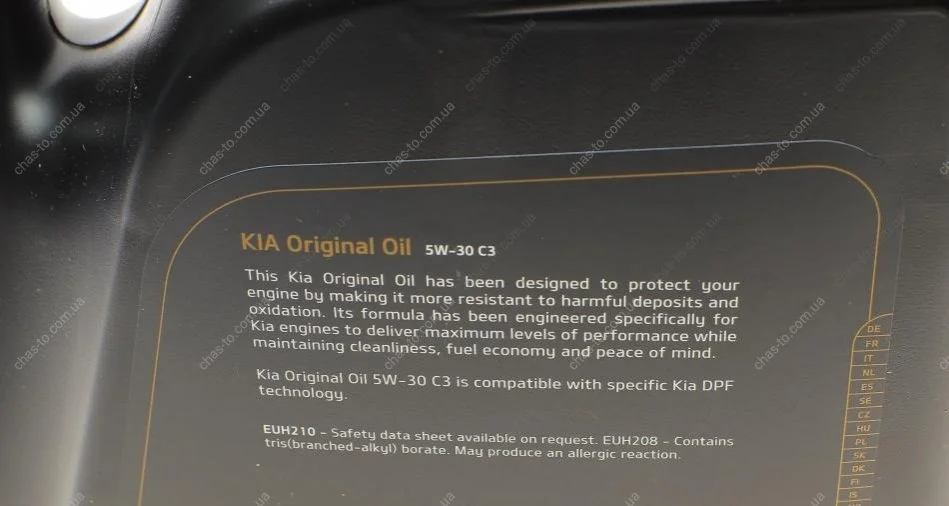 KIA Original Oil 5W-30 C3
This Kia Original Oil has been designed to protect your
engine by making it more resistant to harmful deposits and
oxidation. Its formula has been engineered specifically for
Kia engines to deliver maximum levels of performance while
maintaining cleanliness, fuel economy and peace of mind.
Kia Original Oil 5W-30 C3 is compatible with specific Kia DPF
technology.
EUH210 - Safety data sheet available on request. EUH208 - Contains
tris(branched-alkyl) borate. May produce an allergic reaction.
DE
FR
IT
NL
ES
SE
CZ
HU
PL
SK
DK
FI
IS
chas-to.com.ua